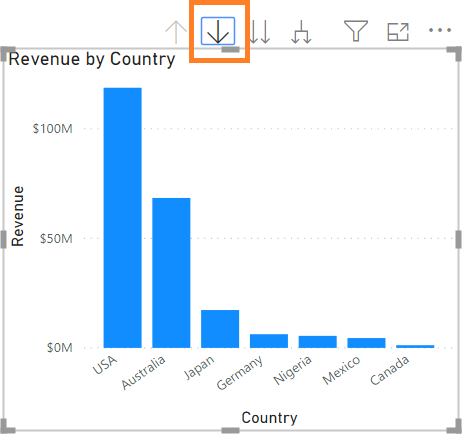 Revenue by Country
$100M
$50M
$0M
Revenue
USA
Australia
Japan
Germany
Nigeria
Mexico
Canada
Country